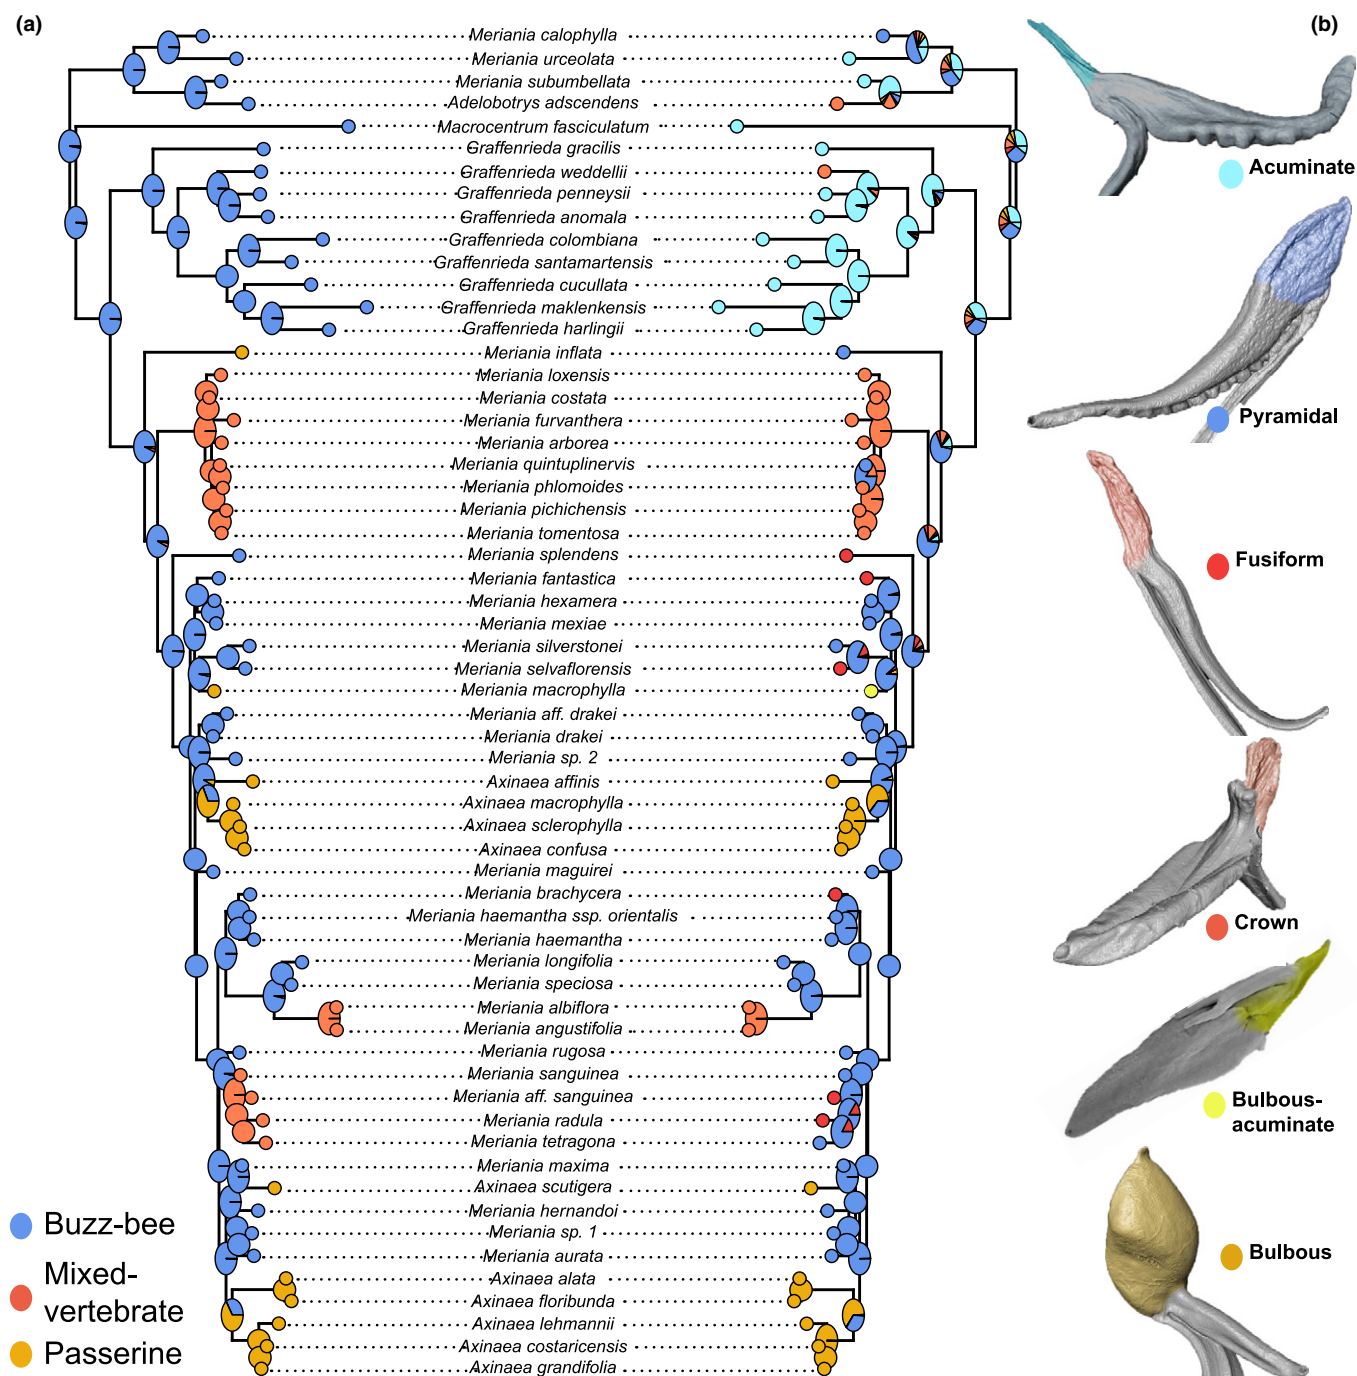 (a)
(b)
Meriania calophylla
Meriania urceolata
Meriania subumbellata
Adelobotrys adscendens
Macrocentrum fasciculatum
Graffenrieda gracilis
Graffenrieda weddellii
Graffenrieda penneysii
Graffenrieda anomala
Graffenrieda colombiana
Graffenrieda santamartensis
Graffenrieda cucullata
Graffenrieda maklenkensis
Graffenrieda harlingii
Meriania inflata
Meriania loxensis
Meriania costata
Meriania furvanthera
Meriania arborea
Meriania quintuplinervis
Meriania phlomoides
Meriania pichichensis
Meriania tomentosa
Meriania splendens
Meriania fantastica
Meriania hexamera
Meriania mexiae
Meriania silverstonei
Meriania selvaflorensis
Meriania macrophylla
Meriania aff. drakei
Meriania drakei
Meriania sp. 2
Axinaea affinis
Axinaea macrophylla
Axinaea sclerophylla
Axinaea confusa
Meriania maguirei
Meriania brachycera
Meriania haemantha ssp. orientalis
Meriania haemantha
Meriania longifolia
Meriania speciosa
Meriania albiflora
Meriania angustifolia
Meriania rugosa
Meriania sanguinea
Meriania aff. sanguinea
Meriania radula
Meriania tetragona
Meriania maxima
Axinaea scutigera
Meriania hernandoi
Meriania sp. 1
Meriania aurata
Axinaea alata
Axinaea floribunda
Axinaea lehmannii
Axinaea costaricensis
Axinaea grandifolia
Buzz-bee
Mixed-
vertebrate
Passerine
Acuminate
Pyramidal
Fusiform
Crown
Bulbous-
acuminate
Bulbous